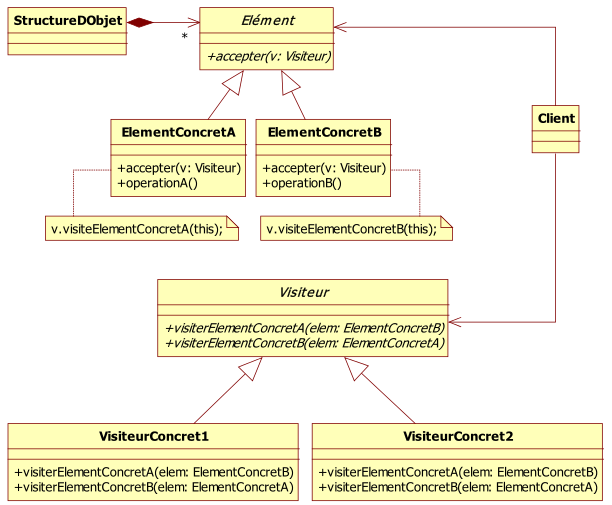 StructureDObjet
*
Elément
+accepter(v: Visiteur)
Client
ElementConcretA
+accepter(v: Visiteur)
+operationA()
ElementConcretB
+accepter(v: Visiteur)
+operationB()
v.visiteElementConcretA(this);
v.visiteElementConcretB(this);
Visiteur
+visiterElementConcretA(elem: ElementConcretB)
+visiterElementConcretB(elem: ElementConcretA)
VisiteurConcret1
+visiterElementConcretA(elem: ElementConcretB)
+visiterElementConcretB(elem: ElementConcretA)
VisiteurConcret2
+visiterElementConcretA(elem: ElementConcretB)
+visiterElementConcretB(elem: ElementConcretA)